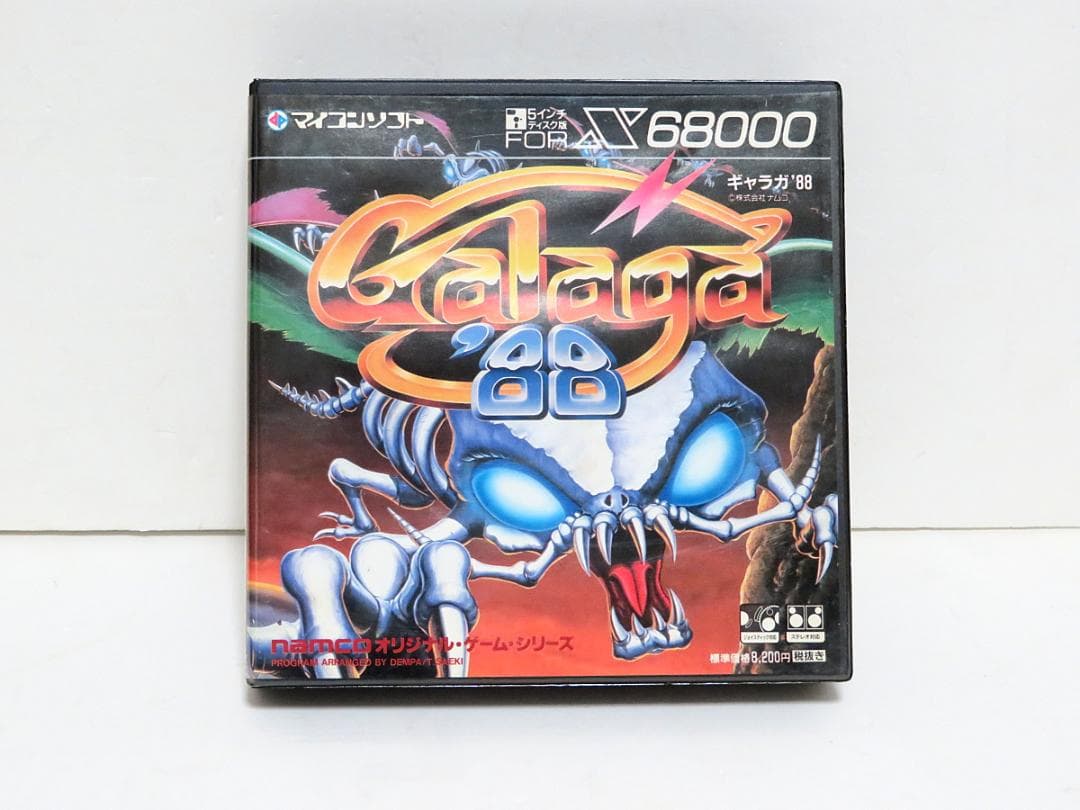 マイコンソフト
5インチ
ディスク版
FOR X68000
ギャラガ'88
©株式会社ナムコ
Galaga
'88
namcoオリジナル・ゲーム・シリーズ
PROGRAM ARRANGED BY DEMPA/T.SAEKI
ジョイスティック対応
ステレオ対応
標準価格8,200円 税抜き